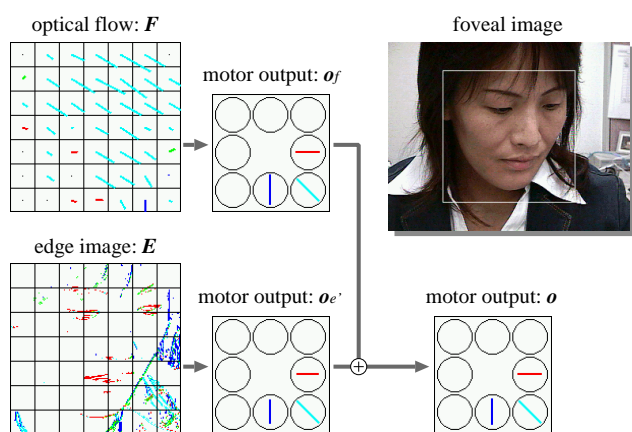 optical flow: F
foveal image
motor output: of
edge image: E
motor output: oe'
motor output: o